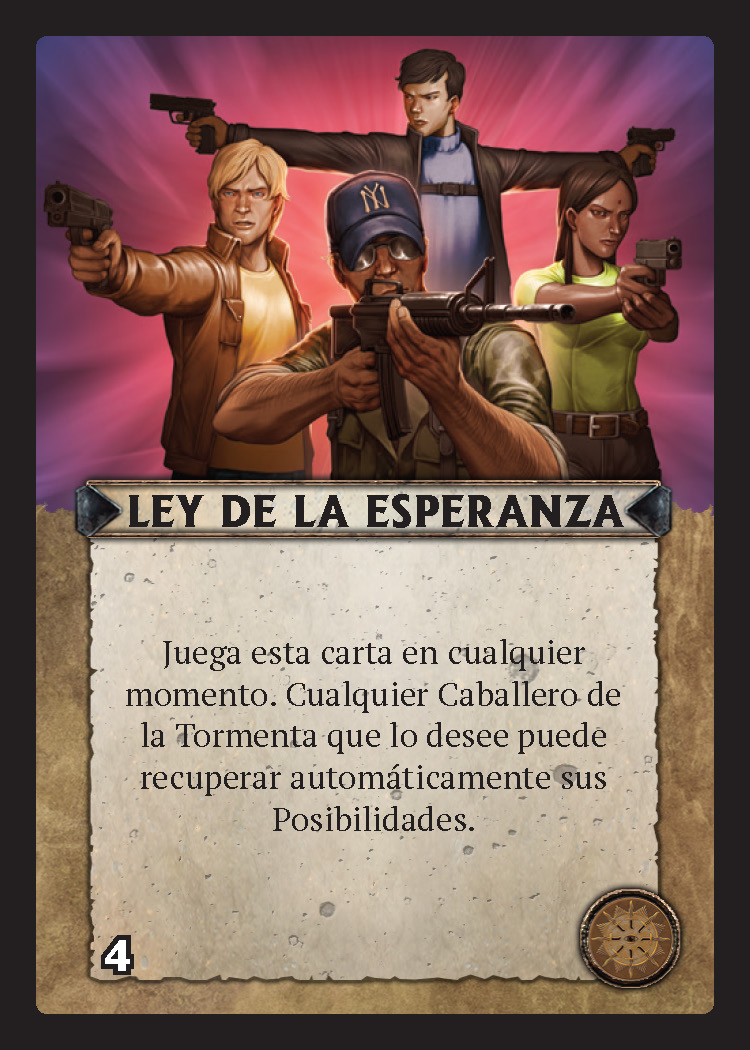 NY
LEY DE LA ESPERANZA
Juega esta carta en cualquier
momento. Cualquier Caballero de
la Tormenta que lo desee puede
recuperar automáticamente sus
Posibilidades.
4